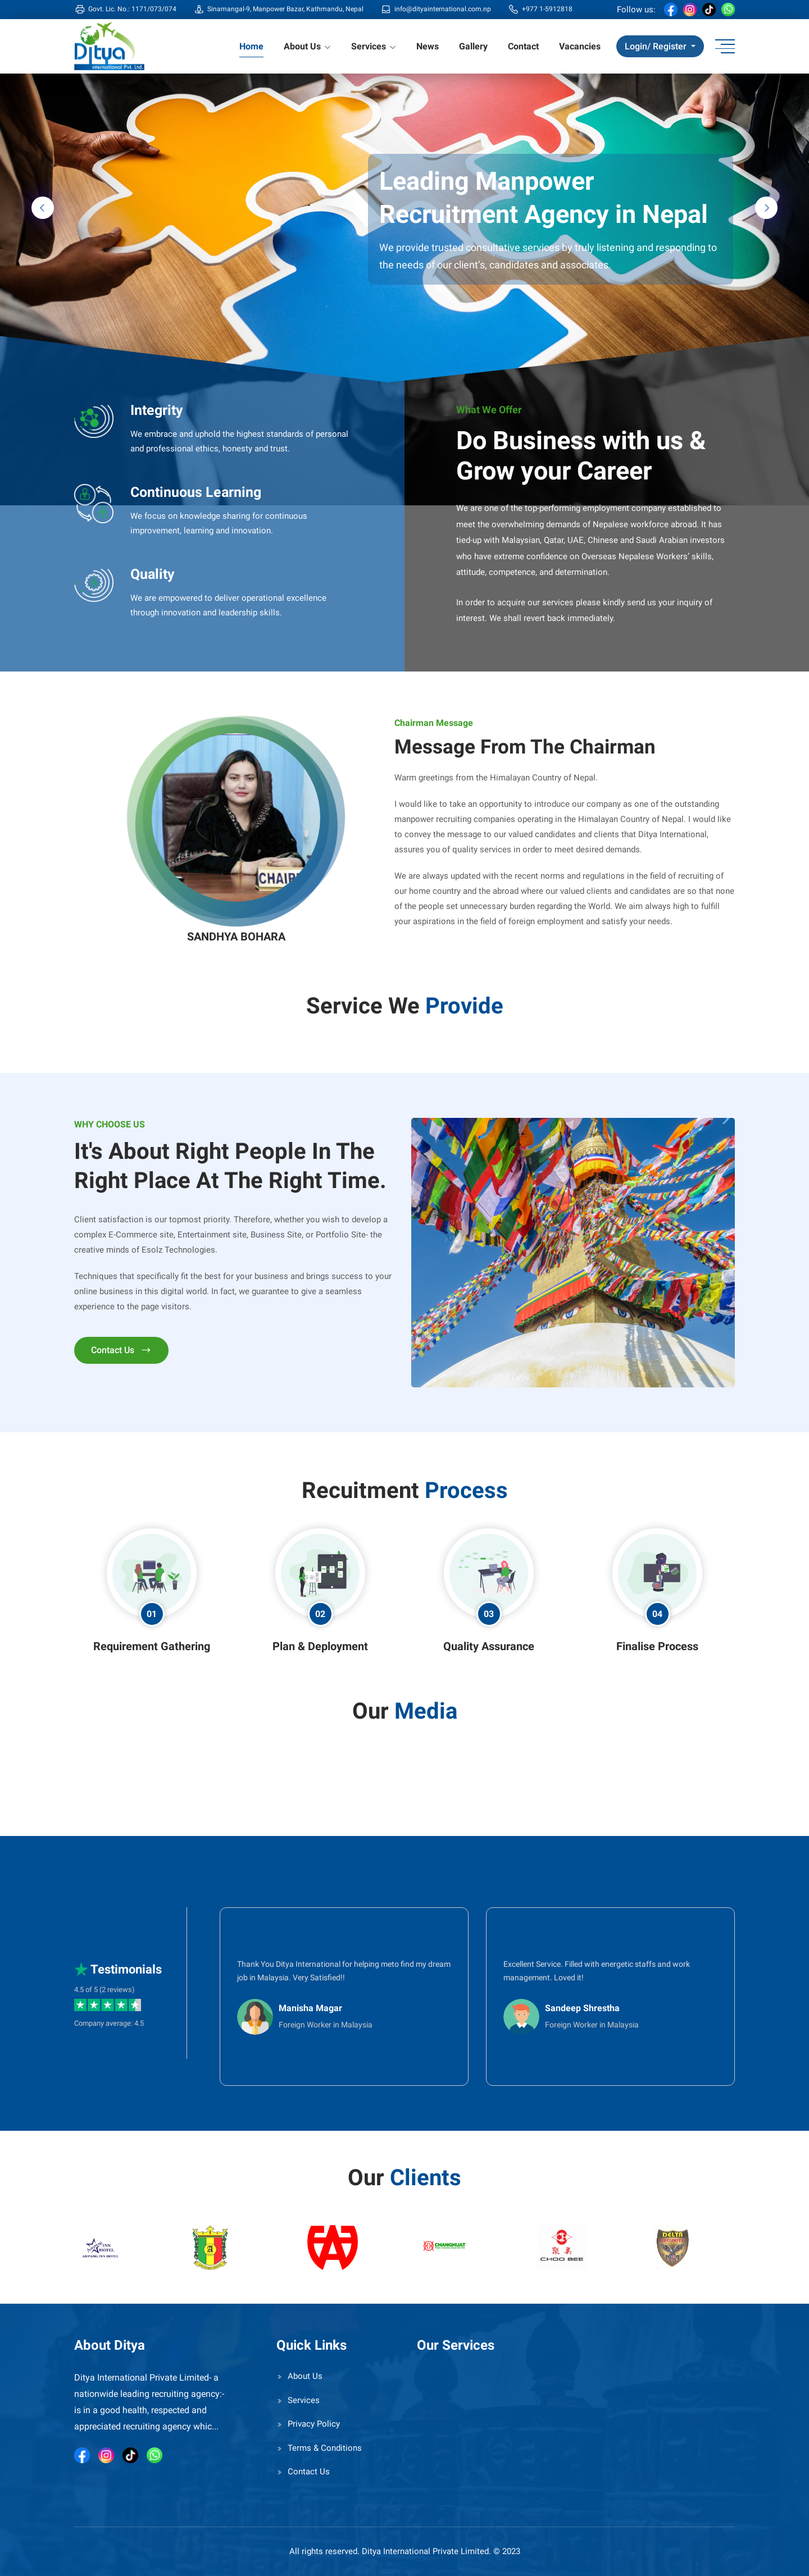 Govt. Lic. No.: 1171/073/074
Sinamangal-9, Manpower Bazar, Kathmandu, Nepal
info@dityainternational.com.np
+977 1-5912818
Follow us:
Ditya
International Pvt. Ltd.
Home
About Us
Services
News
Gallery
Contact
Vacancies
Login/ Register
Leading Manpower
Recruitment Agency in Nepal
We provide trusted consultative services by truly listening and responding to
the needs of our client's, candidates and associates.
Integrity
We embrace and uphold the highest standards of personal
and professional ethics, honesty and trust.
Continuous Learning
We focus on knowledge sharing for continuous
improvement, learning and innovation.
Quality
We are empowered to deliver operational excellence
through innovation and leadership skills.
What We Offer
Do Business with us &
Grow your Career
We are one of the top-performing employment company established to
meet the overwhelming demands of Nepalese workforce abroad. It has
tied-up with Malaysian, Qatar, UAE, Chinese and Saudi Arabian investors
who have extreme confidence on Overseas Nepalese Workers' skills,
attitude, competence, and determination.
In order to acquire our services please kindly send us your inquiry of
interest. We shall revert back immediately.
CHAIR
SANDHYA BOHARA
Chairman Message
Message From The Chairman
Warm greetings from the Himalayan Country of Nepal.
I would like to take an opportunity to introduce our company as one of the outstanding
manpower recruiting companies operating in the Himalayan Country of Nepal. I would like
to convey the message to our valued candidates and clients that Ditya International,
assures you of quality services in order to meet desired demands.
We are always updated with the recent norms and regulations in the field of recruiting of
our home country and the abroad where our valued clients and candidates are so that none
of the people set unnecessary burden regarding the World. We aim always high to fulfill
your aspirations in the field of foreign employment and satisfy your needs.
Service We Provide
WHY CHOOSE US
It's About Right People In The
Right Place At The Right Time.
Client satisfaction is our topmost priority. Therefore, whether you wish to develop a
complex E-Commerce site, Entertainment site, Business Site, or Portfolio Site- the
creative minds of Esolz Technologies.
Techniques that specifically fit the best for your business and brings success to your
online business in this digital world. In fact, we guarantee to give a seamless
experience to the page visitors.
Contact Us
Recuitment Process
01
Requirement Gathering
02
Plan & Deployment
03
Quality Assurance
04
Finalise Process
Our Media
Testimonials
4.5 of 5 (2 reviews)
Company average: 4.5
Thank You Ditya International for helping meto find my dream
job in Malaysia. Very Satisfied!!
Manisha Magar
Foreign Worker in Malaysia
Excellent Service. Filled with energetic staffs and work
management. Loved it!
Sandeep Shrestha
Foreign Worker in Malaysia
Our Clients
INN
HOTEL
CHANGHUAT
聚美
CHOO BEE
DELTA
About Ditya
Ditya International Private Limited- a
nationwide leading recruiting agency:-
is in a good health, respected and
appreciated recruiting agency whic...
Quick Links
About Us
Services
Privacy Policy
Terms & Conditions
Contact Us
Our Services
All rights reserved. Ditya International Private Limited. © 2023